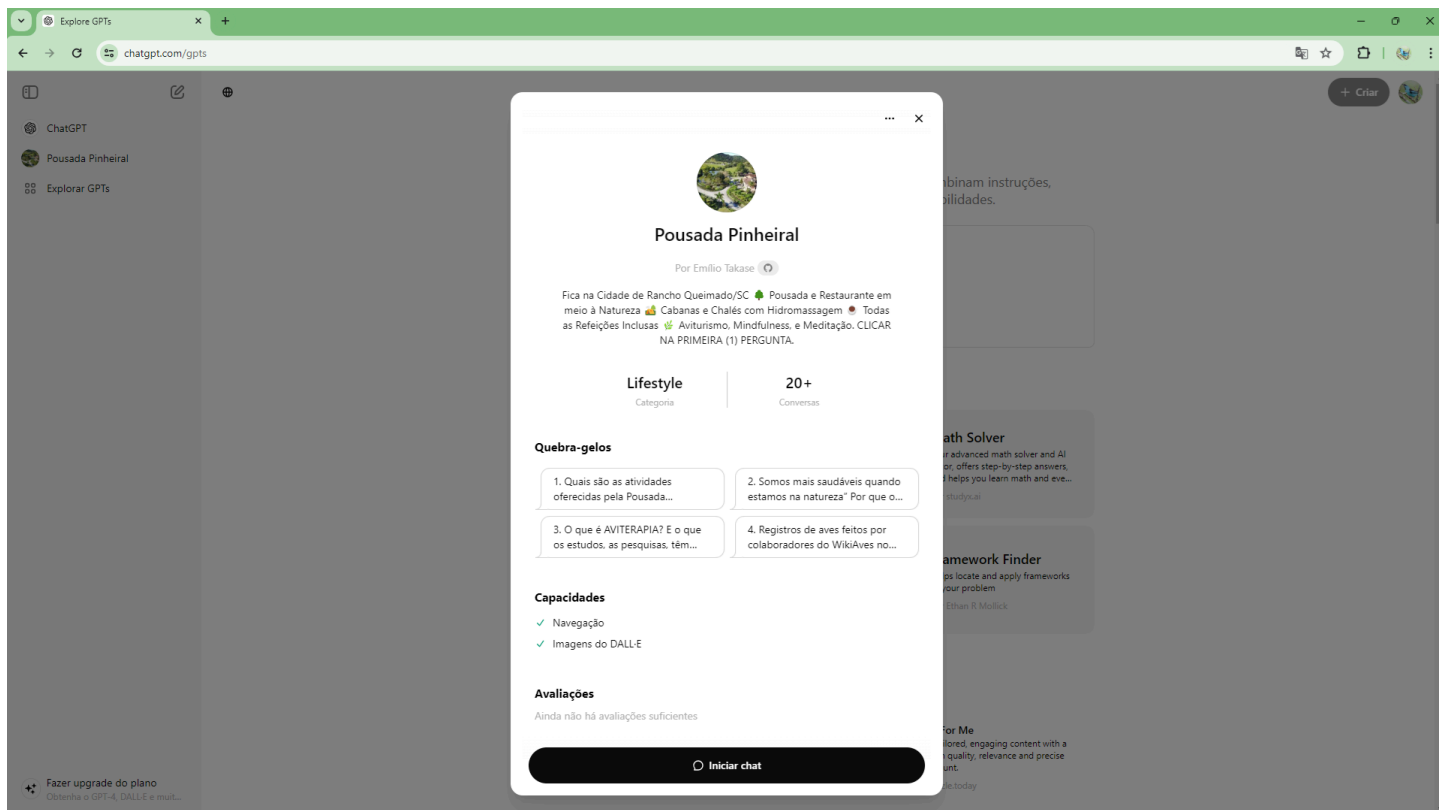 Explore GPTs
chatgpt.com/gpts
ChatGPT
Pousada Pinheiral
Explorar GPTs
+ Criar
binam instruções,
ilidades.
Pousada Pinheiral
Por Emílio Takase
Fica na Cidade de Rancho Queimado/SC 🌲 Pousada e Restaurante em
meio à Natureza 🏕 Cabanas e Chalés com Hidromassagem ☕ Todas
as Refeições Inclusas 🌿 Aviturismo, Mindfulness, e Meditação. CLICAR
NA PRIMEIRA (1) PERGUNTA.
Lifestyle
Categoria
20+
Conversas
Quebra-gelos
1. Quais são as atividades
oferecidas pela Pousada...
2. Somos mais saudáveis quando
estamos na natureza" Por que o...
3. O que é AVITERAPIA? E o que
os estudos, as pesquisas, têm...
4. Registros de aves feitos por
colaboradores do WikiAves no...
Capacidades
Navegação
Imagens do DALL·E
Avaliações
Ainda não há avaliações suficientes
Iniciar chat
ath Solver
r advanced math solver and AI
or, offers step-by-step answers,
helps you learn math and eve...
studyx.ai
amework Finder
ps locate and apply frameworks
your problem
Ethan R Mollick
For Me
lored, engaging content with a
quality, relevance and precise
unt.
cle.today
Fazer upgrade do plano
Obtenha o GPT-4, DALL·E e muit...